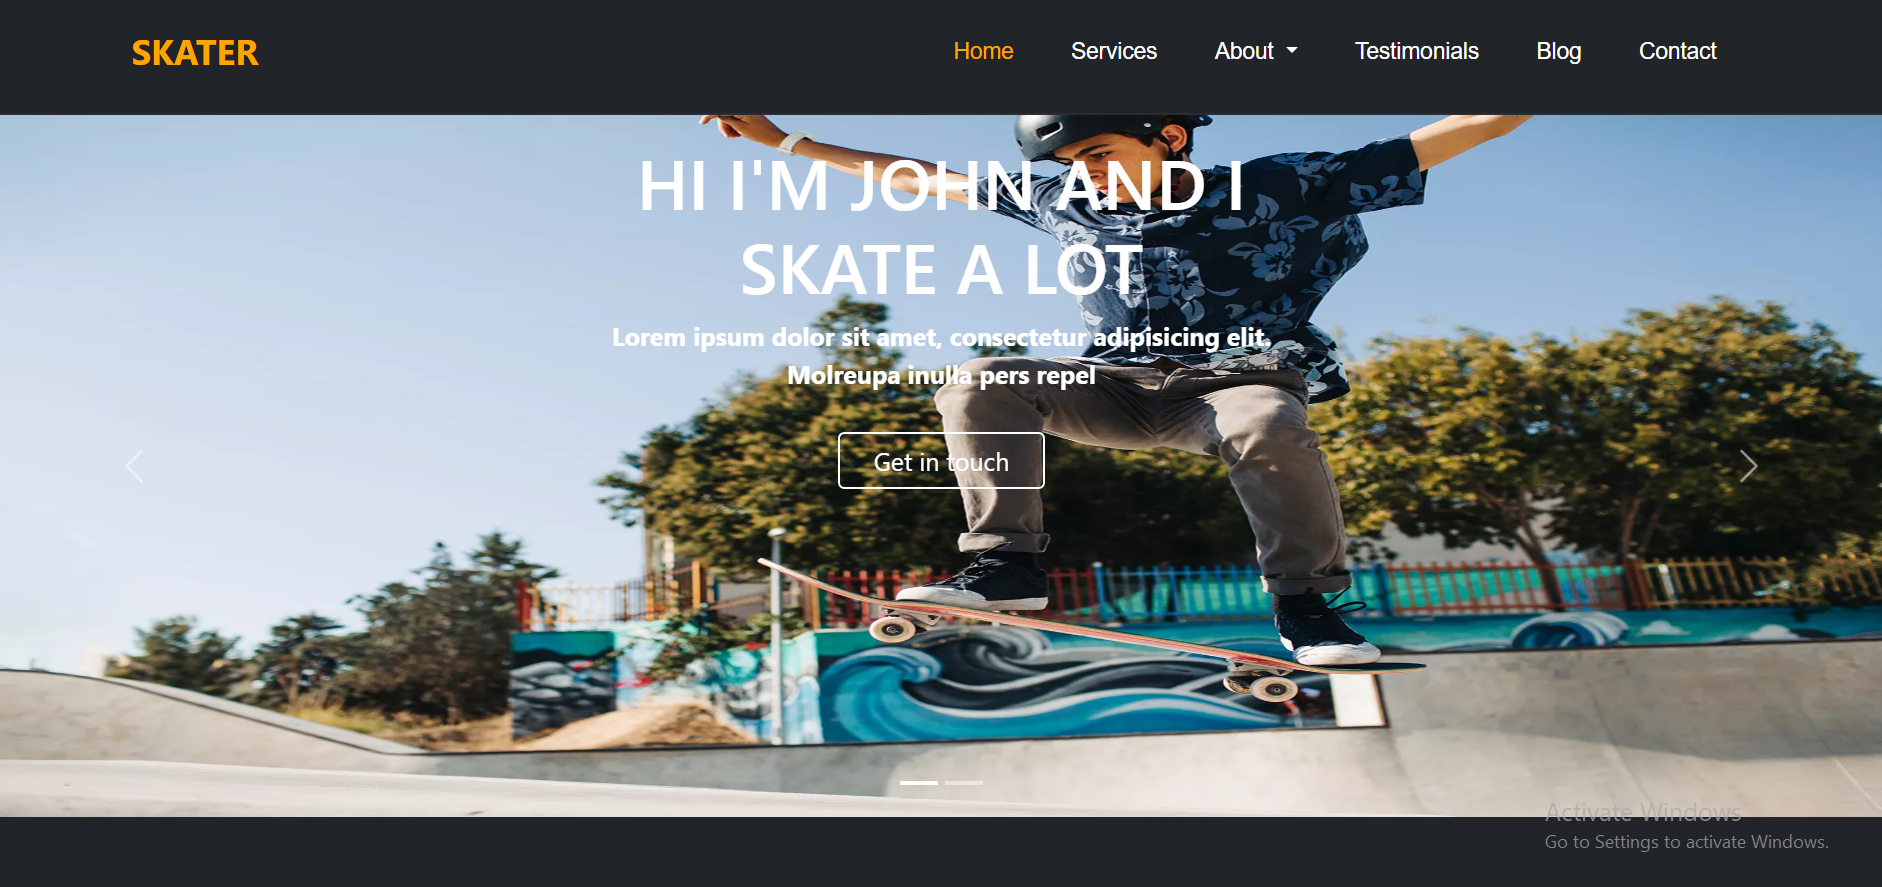 SKATER
Home Services About Testimonials Blog Contact
HI I'M JOHN AND I
SKATE A LOT
Lorem ipsum dolor sit amet, consectetur adipisicing elit.
Molreupa inulla pers repel
Get in touch
Activate Windows
Go to Settings to activate Windows.